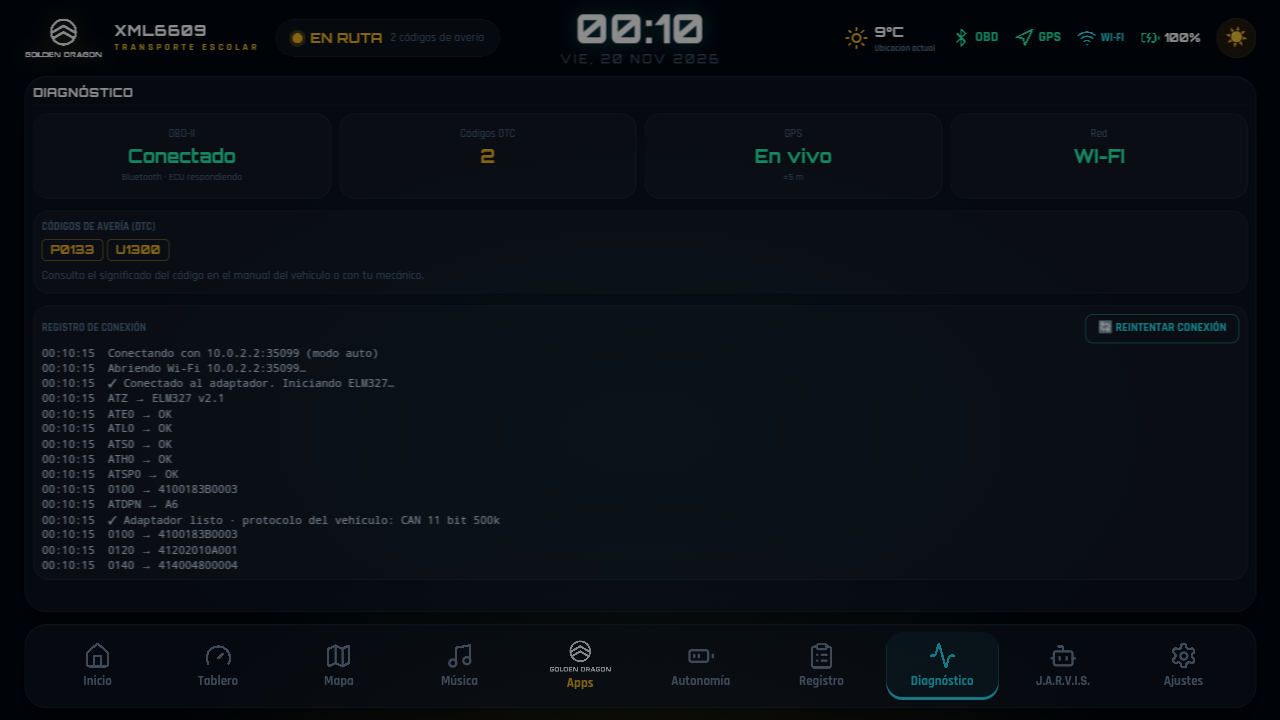 GOLDEN DRAGON
XML6609
TRANSPORTE ESCOLAR
EN RUTA 2 códigos de avería
00:10
VIE, 20 NOV 2026
9°C
Ubicación actual
OBD
GPS
WI-FI
100%
DIAGNÓSTICO
OBD-II
Conectado
Bluetooth · ECU respondiendo
Códigos DTC
2
GPS
En vivo
±5 m
Red
WI-FI
CÓDIGOS DE AVERÍA (DTC)
P0133 U1300
Consulta el significado del código en el manual del vehículo o con tu mecánico.
REGISTRO DE CONEXIÓN
REINTENTAR CONEXIÓN
00:10:15 Conectando con 10.0.2.2:35099 (modo auto)
00:10:15 Abriendo Wi-Fi 10.0.2.2:35099…
00:10:15 ✓ Conectado al adaptador. Iniciando ELM327…
00:10:15 ATZ → ELM327 v2.1
00:10:15 ATE0 → OK
00:10:15 ATL0 → OK
00:10:15 ATS0 → OK
00:10:15 ATH0 → OK
00:10:15 ATSP0 → OK
00:10:15 0100 → 4100183B0003
00:10:15 ATDPN → A6
00:10:15 ✓ Adaptador listo · protocolo del vehículo: CAN 11 bit 500k
00:10:15 0100 → 4100183B0003
00:10:15 0120 → 41202010A001
00:10:15 0140 → 414004800004
Inicio
Tablero
Mapa
Música
GOLDEN DRAGON
Apps
Autonomía
Registro
Diagnóstico
J.A.R.V.I.S.
Ajustes